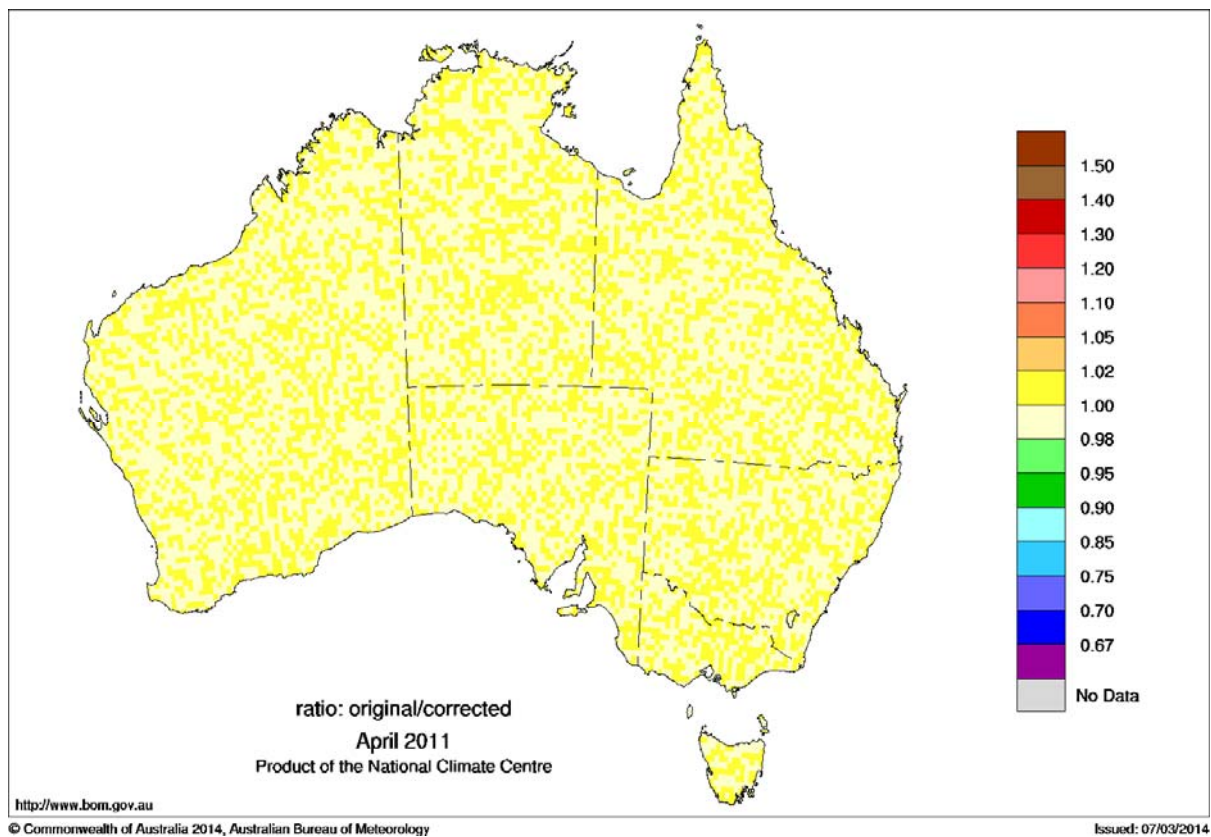 1.50
1.40
1.30
1.20
1.10
1.05
1.02
1.00
0.98
0.95
0.90
0.85
0.75
0.70
0.67
No Data
ratio: original/corrected
April 2011
Product of the National Climate Centre
http://www.bom.gov.au
© Commonwealth of Australia 2014, Australian Bureau of Meteorology
Issued: 07/03/2014